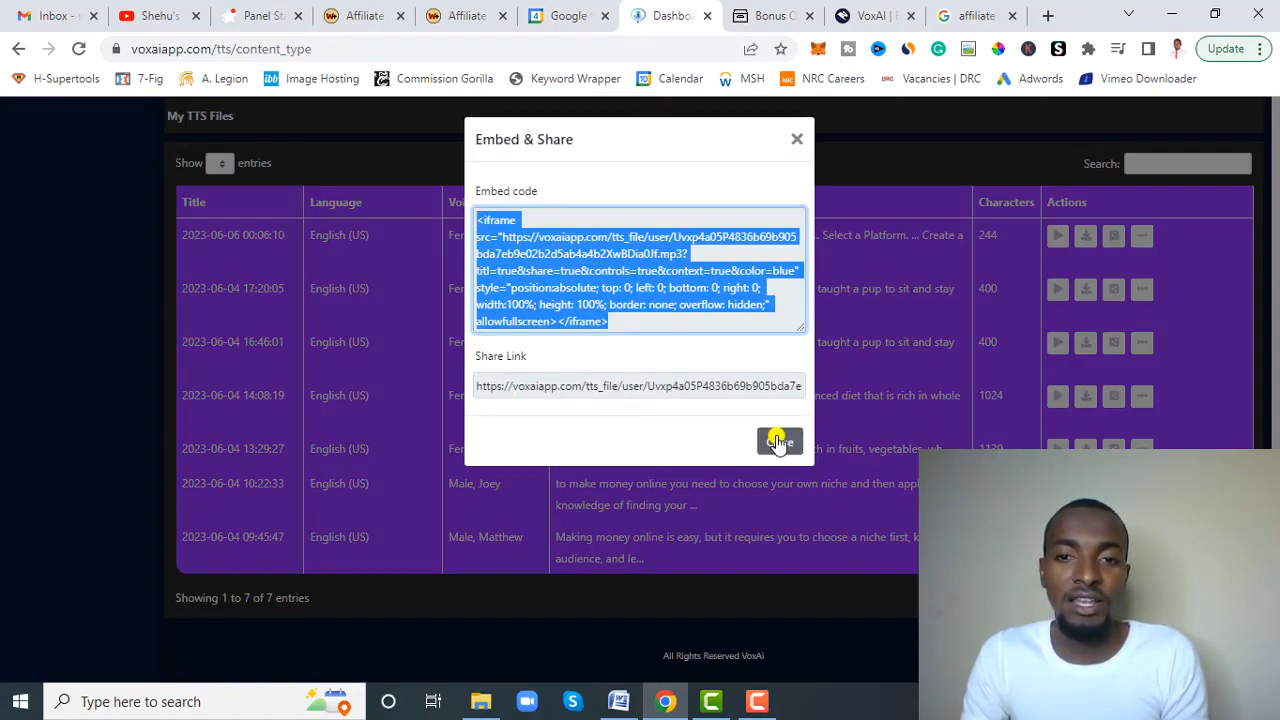 Shehu's
Panel St
Affiliate
Affiliate
Google C
Dashbo
Bonus C
VoxAI | E
affiliate
voxaiapp.com/tts/content_type
Update
H-Supertools
7-Fig
A. Legion
Image Hosting
Commission Gorilla
Keyword Wrapper
Calendar
MSH
NRC Careers
Vacancies | DRC
Adwords
Vimeo Downloader
My TTS Files
Show entries
Search:
Title
Language
Characters
Actions
2023-06-06 00:06:10
English (US)
... Select a Platform. ... Create a
244
2023-06-04 17:20:05
English (US)
taught a pup to sit and stay
400
2023-06-04 16:46:01
English (US)
taught a pup to sit and stay
400
2023-06-04 14:08:19
English (US)
nced diet that is rich in whole
1024
2023-06-04 13:29:27
English (US)
in fruits, vegetables, wh...
1139
2023-06-04 10:22:33
English (US)
Male, Joey
to make money online you need to choose your own niche and then appl
knowledge of finding your ...
2023-06-04 09:45:47
English (US)
Male, Matthew
Making money online is easy, but it requires you to choose a niche first, k
audience, and le...
Showing 1 to 7 of 7 entries
All Rights Reserved VoxAi
Embed & Share
Embed code
<iframe
src="https://voxaiapp.com/tts_file/user/Uvxp4a05P4836b69b905
bda7eb9e02b2d5ab4a4b2XwBDia0Jf.mp3?
titl=true&share=true&controls=true&context=true&color=blue"
style="position:absolute; top: 0; left: 0; bottom: 0; right: 0;
width:100%; height: 100%; border: none; overflow: hidden;"
allowfullscreen></iframe>
Share Link
https://voxaiapp.com/tts_file/user/Uvxp4a05P4836b69b905bda7e
Type here to search